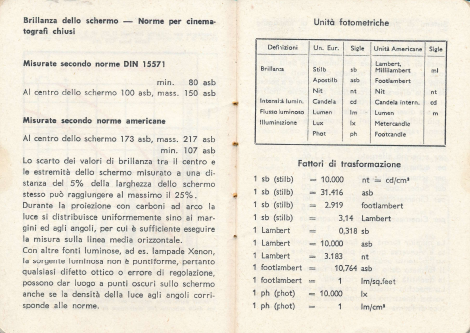 Brillanza dello schermo — Norme per cinema-
tografi chiusi
Misurate secondo norme DIN 15571
min. 80 asb
Al centro dello schermo 100 asb, mass. 150 asb
Misurate secondo norme americane
Al centro dello schermo 173 asb, mass. 217 asb
min. 107 asb
Lo scarto dei valori di brillanza tra il centro e
le estremità dello schermo misurato a una di-
stanza del 5% della larghezza dello schermo
stesso può raggiungere al massimo il 25%.
Durante la proiezione con carboni ad arco la
luce si distribuisce uniformemente sino ai mar-
gini ed agli angoli, per cui è sufficiente eseguire
la misura sulla linea media orizzontale.
Con altre fonti luminose, ad es. lampade Xenon,
la sorgente luminosa non è puntiforme, pertanto
qualsiasi difetto ottico o errore di regolazione,
possono dar luogo a punti oscuri sullo schermo
anche se la densità della luce agli angoli corri-
sponde alle norme.
Unità fotometriche
Definizioni Un. Eur. Sigle Unità Americane Sigle
Brillanza Stilb sb Lambert, Millilambert ml
Apostilb asb Footlambert
Nit nt Nit nt
Intensità lumin. Candela cd Candela intern. cd
Flusso luminoso Lumen lm Lumen m
Illuminazione Lux lx Metercandle
Phot ph Footcandle
Fattori di trasformazione
1 sb (stilb) = 10.000 nt = cd/cm²
1 sb (stilb) = 31.416 asb
1 sb (stilb) = 2.919 footlambert
1 sb (stilb) = 3,14 Lambert
1 Lambert = 0,318 sb
1 Lambert = 10.000 asb
1 Lambert = 3.183 nt
1 footlambert = 10,764 asb
1 footlambert = 1 lm/sq.feet
1 ph (phot) = 10.000 lx
1 ph (phot) = 1 lm/cm²